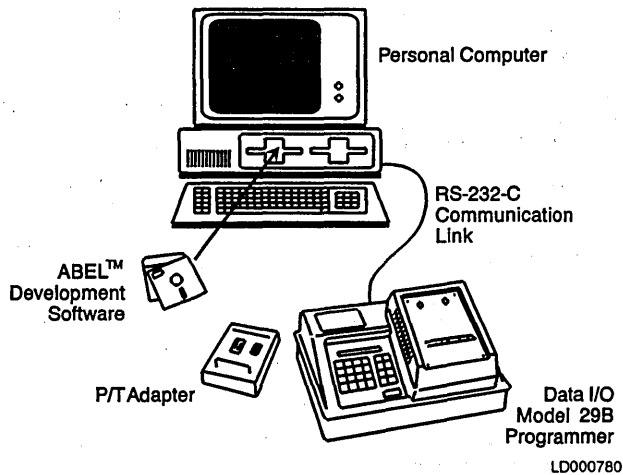 Personal Computer
RS-232-C
Communication
Link
ABEL™
Development
Software
P/T Adapter
Data I/O
Model 29B
Programmer
LD000780